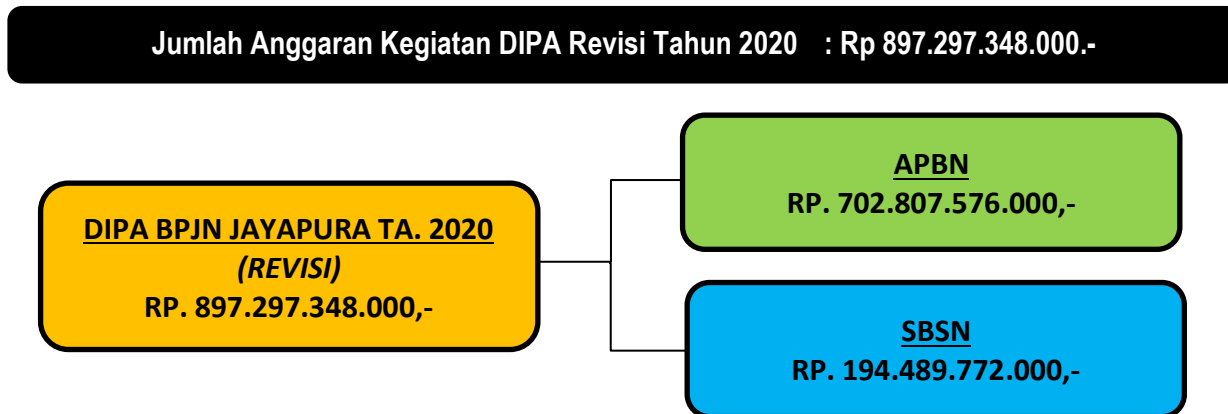 Jumlah Anggaran Kegiatan DIPA Revisi Tahun 2020 : Rp 897.297.348.000.-
DIPA BPJN JAYAPURA TA. 2020
(REVISI)
RP. 897.297.348.000,-
APBN
RP. 702.807.576.000,-
SBSN
RP. 194.489.772.000,-